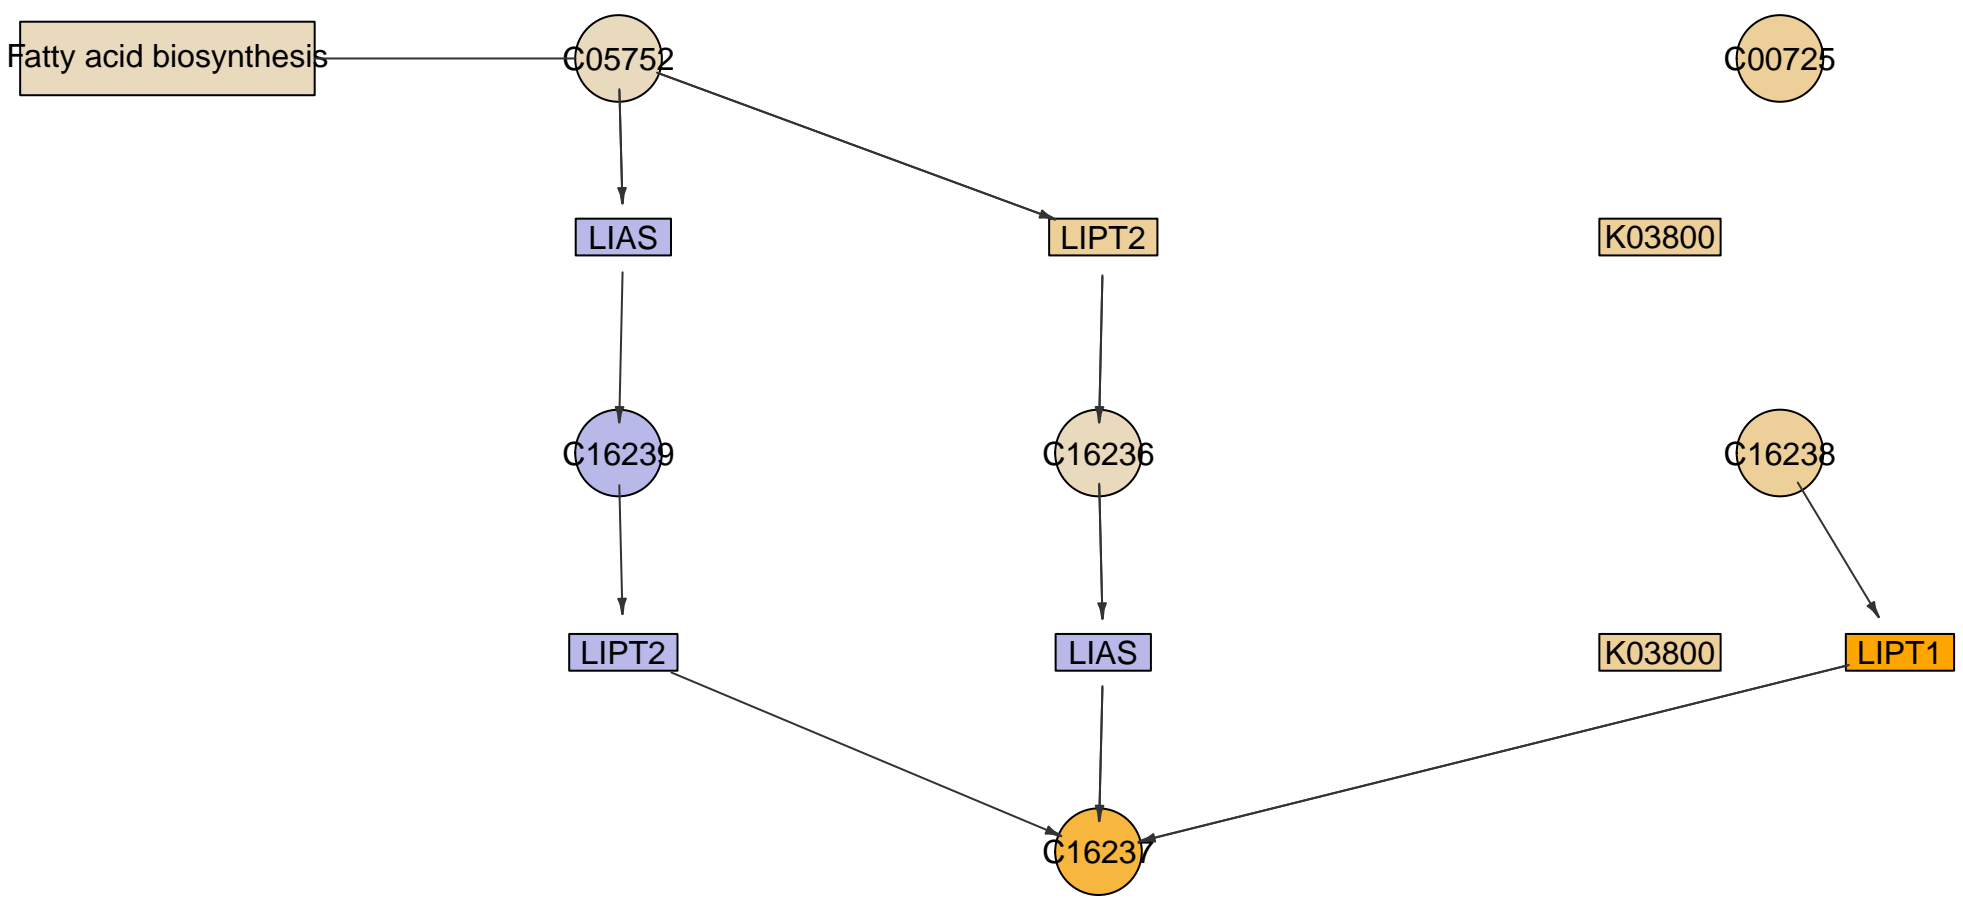 Fatty acid biosynthesis
C05752
C00725
LIAS
LIPT2
K03800
C16239
C16236
C16238
LIPT2
LIAS
K03800
LIPT1
C16237